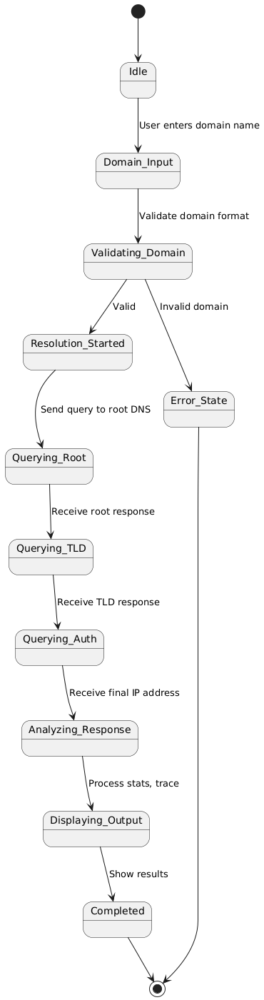 Idle
User enters domain name
Domain_Input
Validate domain format
Validating_Domain
Valid
Invalid domain
Resolution_Started
Error_State
Send query to root DNS
Querying_Root
Receive root response
Querying_TLD
Receive TLD response
Querying_Auth
Receive final IP address
Analyzing_Response
Process stats, trace
Displaying_Output
Show results
Completed